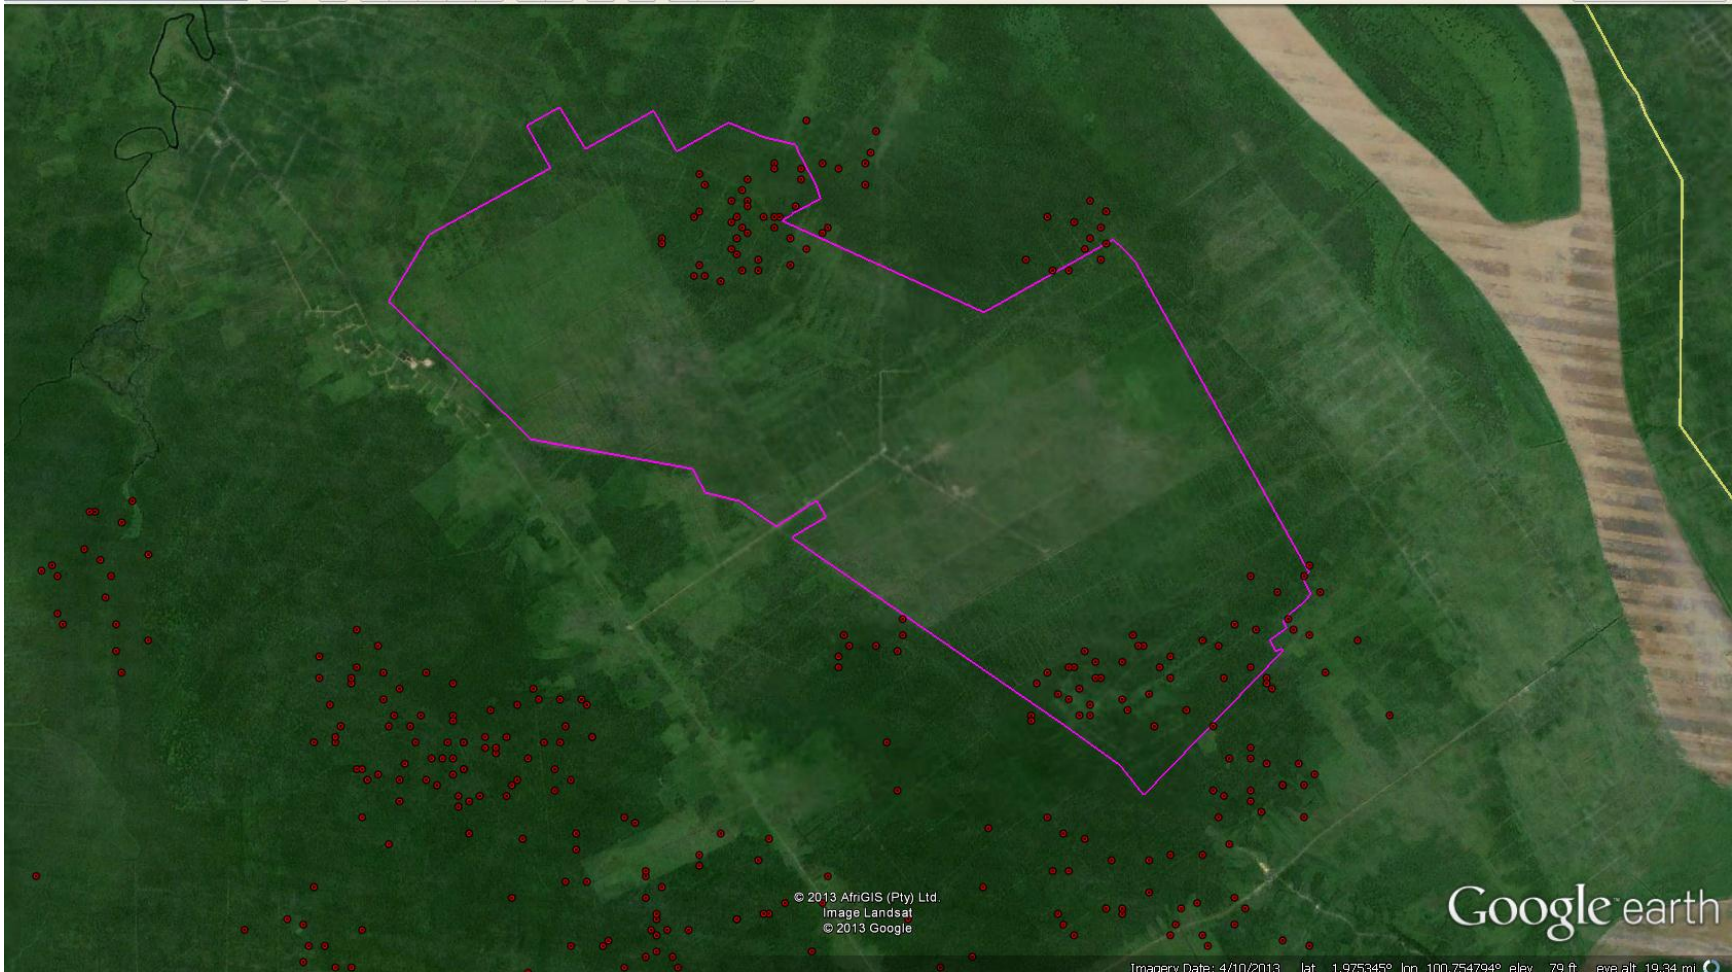 © 2013 AfriGIS (Pty) Ltd.
Image Landsat
© 2013 Google
Google earth
Imagery Date: 4/10/2013 lat 1.975345° lon 100.754794° elev 79 ft eye alt 19.34 mi